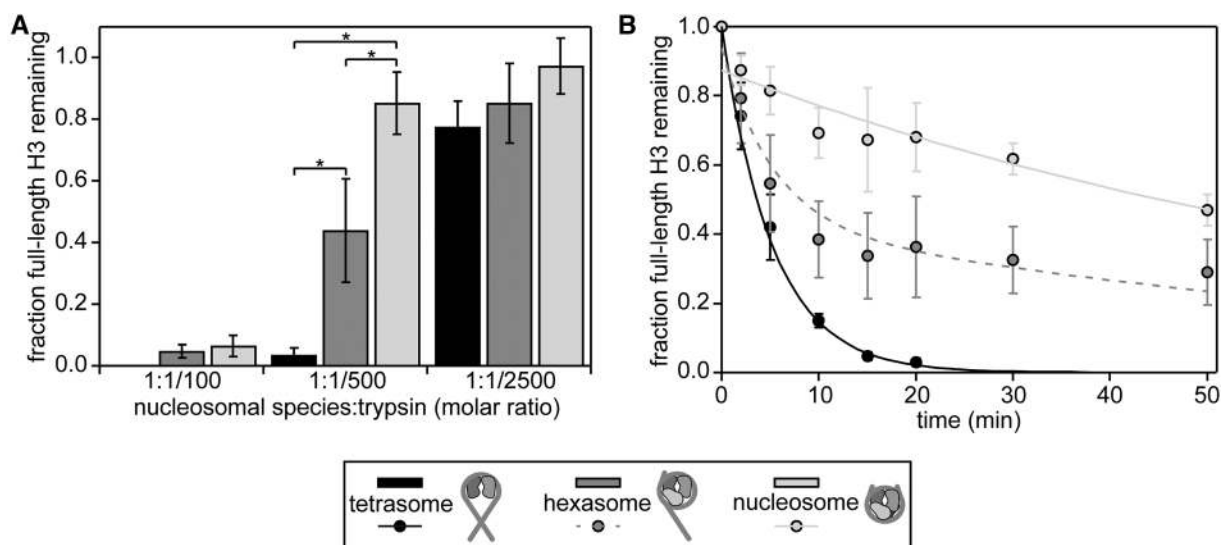 A
fraction full-length H3 remaining
1.0
0.8
0.6
0.4
0.2
0.0
*
*
*
1:1/100 1:1/500 1:1/2500
nucleosomal species:trypsin (molar ratio)
B
fraction full-length H3 remaining
1.0
0.8
0.6
0.4
0.2
0.0
0 10 20 30 40 50
time (min)
tetrasome hexasome nucleosome